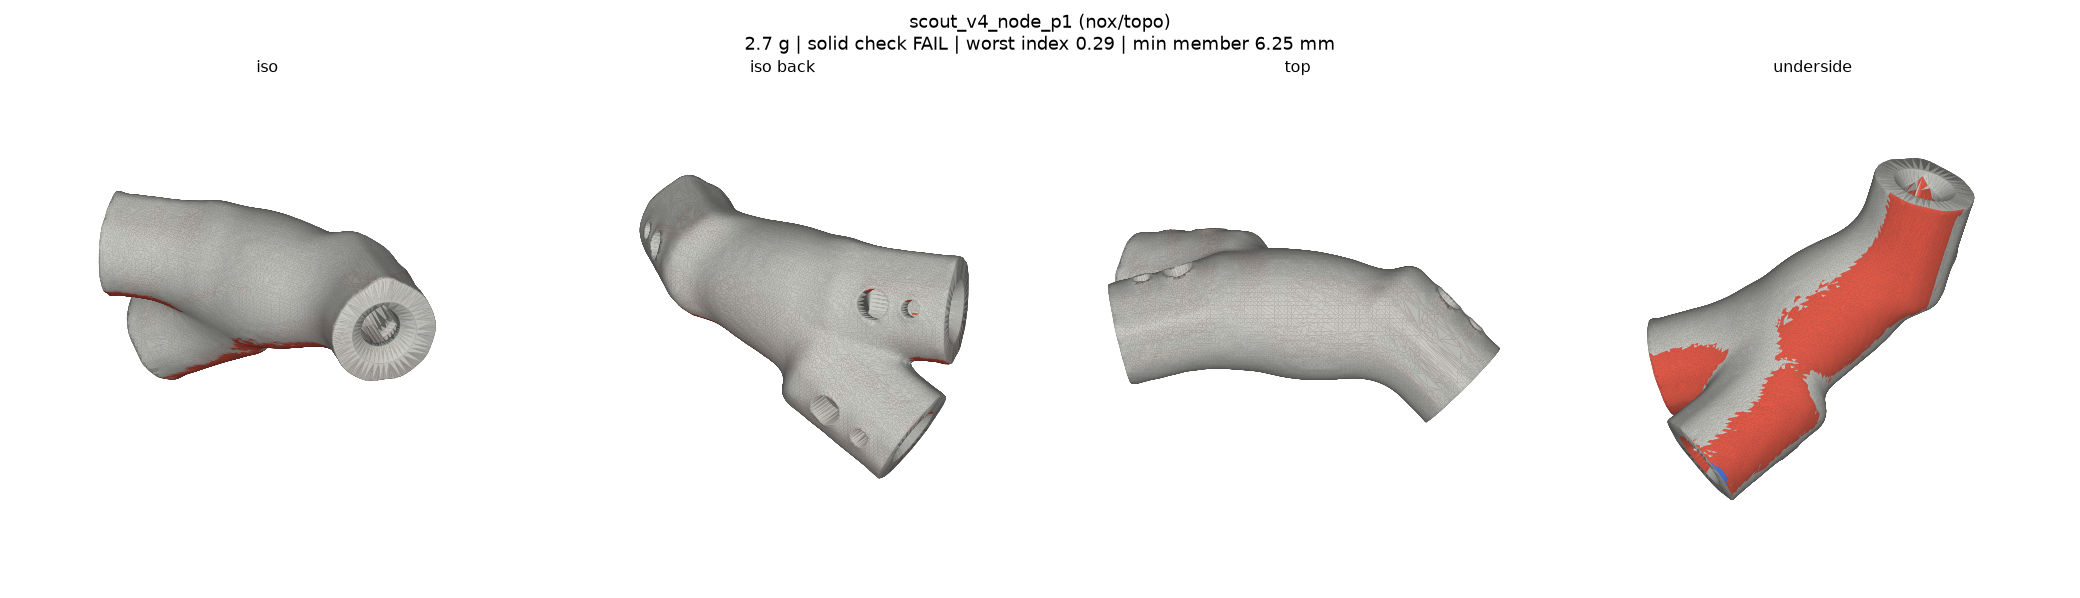 scout_v4_node_p1 (nox/topo)
2.7 g | solid check FAIL | worst index 0.29 | min member 6.25 mm
iso
iso back
top
underside